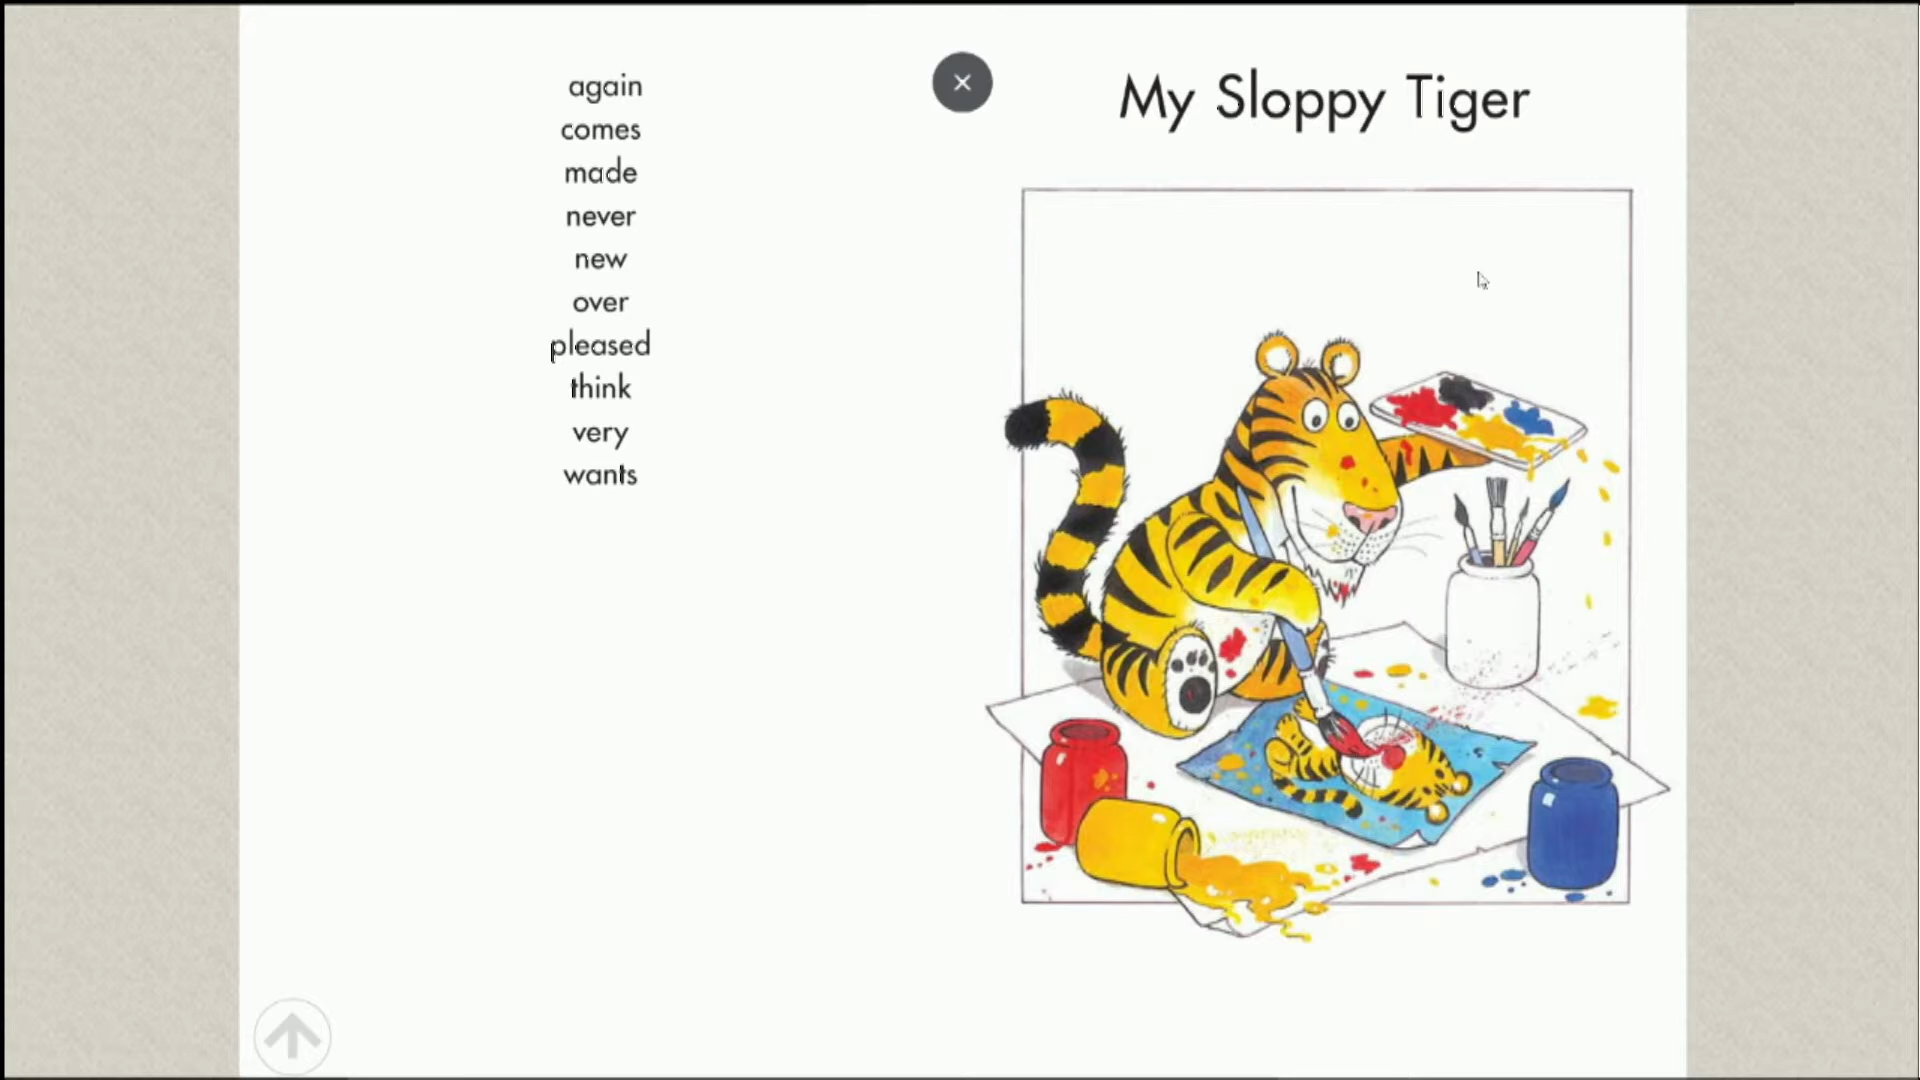 again
comes
made
never
new
over
pleased
think
very
wants
My Sloppy Tiger